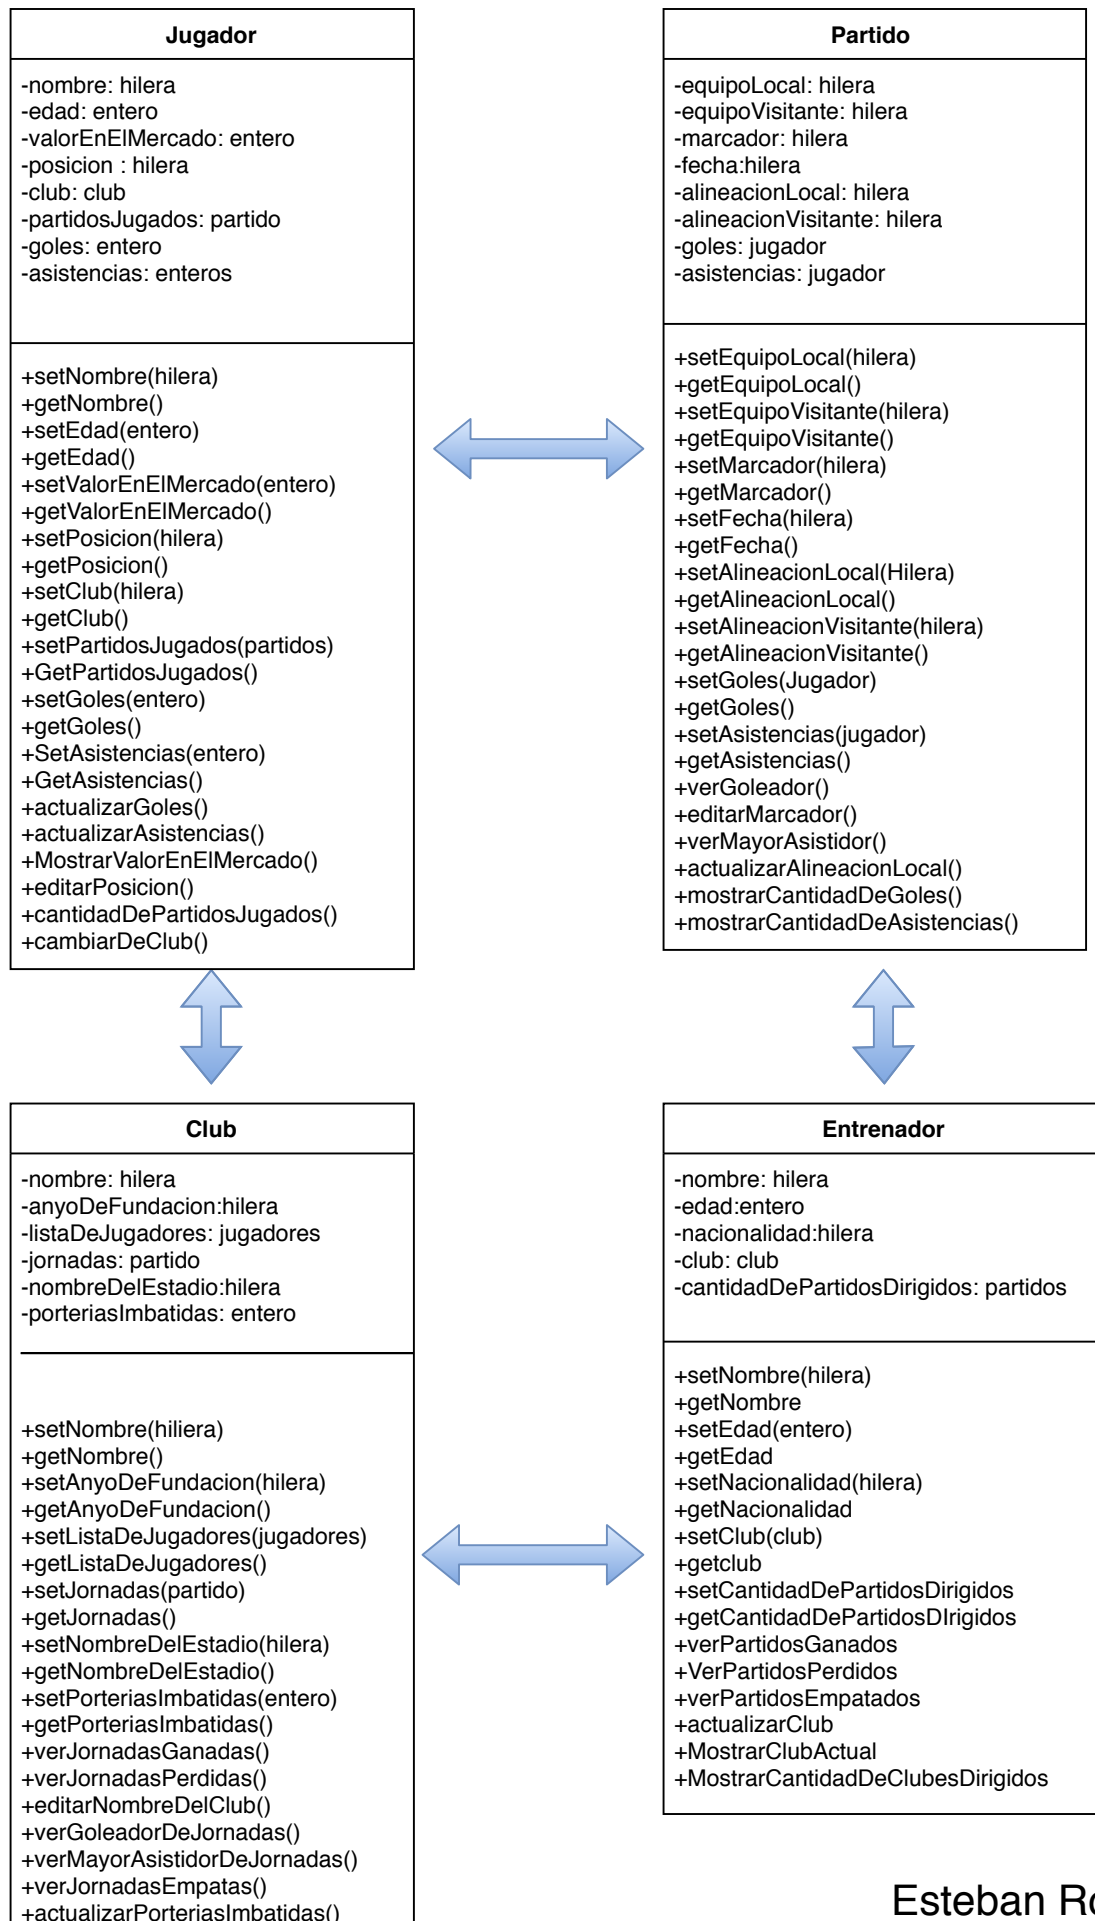 Jugador
-nombre: hilera
-edad: entero
-valorEnElMercado: entero
-posicion : hilera
-club: club
-partidosJugados: partido
-goles: entero
-asistencias: enteros
+setNombre(hilera)
+getNombre()
+setEdad(entero)
+getEdad()
+setValorEnElMercado(entero)
+getValorEnElMercado()
+setPosicion(hilera)
+getPosicion()
+setClub(hilera)
+getClub()
+setPartidosJugados(partidos)
+GetPartidosJugados()
+setGoles(entero)
+getGoles()
+SetAsistencias(entero)
+GetAsistencias()
+actualizarGoles()
+actualizarAsistencias()
+MostrarValorEnElMercado()
+editarPosicion()
+cantidadDePartidosJugados()
+cambiarDeClub()
Partido
-equipoLocal: hilera
-equipoVisitante: hilera
-marcador: hilera
-fecha:hilera
-alineacionLocal: hilera
-alineacionVisitante: hilera
-goles: jugador
-asistencias: jugador
+setEquipoLocal(hilera)
+getEquipoLocal()
+setEquipoVisitante(hilera)
+getEquipoVisitante()
+setMarcador(hilera)
+getMarcador()
+setFecha(hilera)
+getFecha()
+setAlineacionLocal(Hilera)
+getAlineacionLocal()
+setAlineacionVisitante(hilera)
+getAlineacionVisitante()
+setGoles(Jugador)
+getGoles()
+setAsistencias(jugador)
+getAsistencias()
+verGoleador()
+editarMarcador()
+verMayorAsistidor()
+actualizarAlineacionLocal()
+mostrarCantidadDeGoles()
+mostrarCantidadDeAsistencias()
Club
-nombre: hilera
-anyoDeFundacion:hilera
-listaDeJugadores: jugadores
-jornadas: partido
-nombreDelEstadio:hilera
-porteriasImbatidas: entero
+setNombre(hiliera)
+getNombre()
+setAnyoDeFundacion(hilera)
+getAnyoDeFundacion()
+setListaDeJugadores(jugadores)
+getListaDeJugadores()
+setJornadas(partido)
+getJornadas()
+setNombreDelEstadio(hilera)
+getNombreDelEstadio()
+setPorteriasImbatidas(entero)
+getPorteriasImbatidas()
+verJornadasGanadas()
+verJornadasPerdidas()
+editarNombreDelClub()
+verGoleadorDeJornadas()
+verMayorAsistidorDeJornadas()
+verJornadasEmpatas()
+actualizarPorteriasImbatidas()
Entrenador
-nombre: hilera
-edad:entero
-nacionalidad:hilera
-club: club
-cantidadDePartidosDirigidos: partidos
+setNombre(hilera)
+getNombre
+setEdad(entero)
+getEdad
+setNacionalidad(hilera)
+getNacionalidad
+setClub(club)
+getclub
+setCantidadDePartidosDirigidos
+getCantidadDePartidosDIrigidos
+verPartidosGanados
+VerPartidosPerdidos
+verPartidosEmpatados
+actualizarClub
+MostrarClubActual
+MostrarCantidadDeClubesDirigidos
Esteban Ro